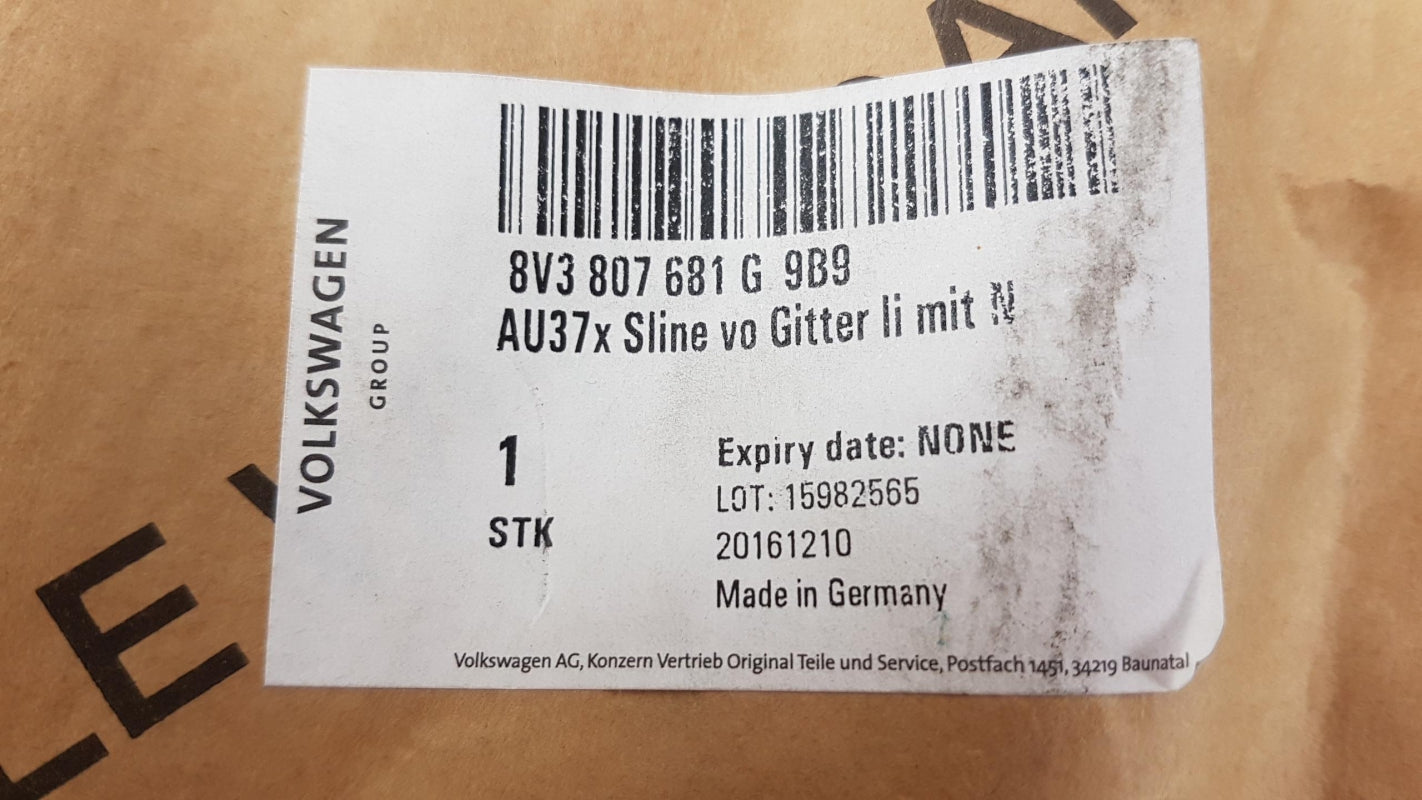 VOLKSWAGEN
GROUP
8V3 807 681 G 9B9
AU37x Sline vo Gitter li mit N
1
STK
Expiry date: NONE
LOT: 15982565
20161210
Made in Germany
Volkswagen AG, Konzern Vertrieb Original Teile und Service, Postfach 1451, 34219 Baunatal